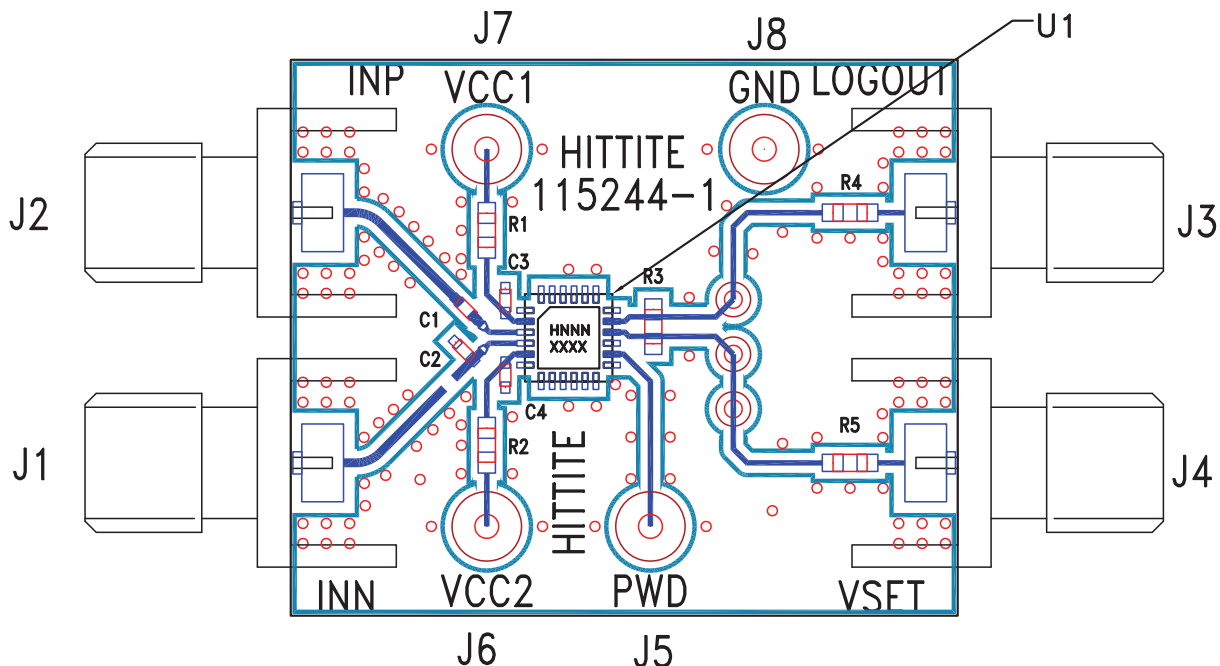 J7
J8
U1
INP
VCC1
GND
LOGOUT
HITTITE
115244-1
R4
J2
R1
J3
C3
R3
C1
HNNN
XXXX
C2
C4
R2
R5
HITTITE
J1
J4
INN
VCC2
PWD
VSET
J6
J5